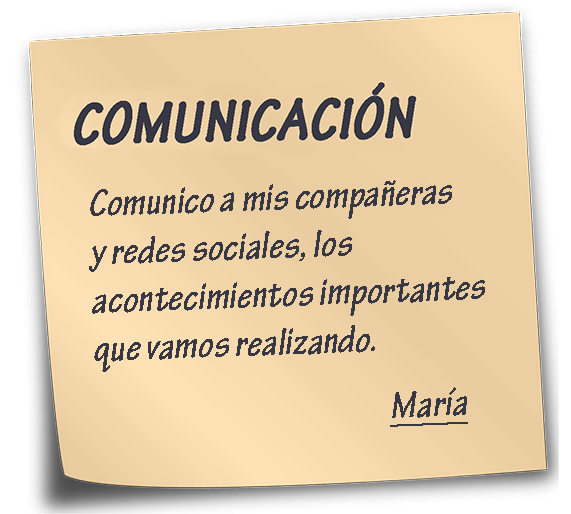 COMUNICACIÓN
Comunico a mis compañeras
y redes sociales, los
acontecimientos importantes
que vamos realizando.
María